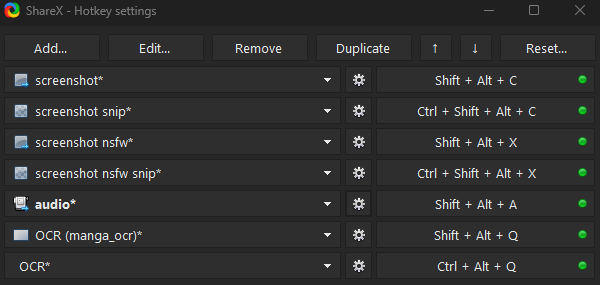 ShareX - Hotkey settings
Add... Edit... Remove Duplicate ↑ ↓ Reset...
screenshot* Shift + Alt + C
screenshot snip* Ctrl + Shift + Alt + C
screenshot nsfw* Shift + Alt + X
screenshot nsfw snip* Ctrl + Shift + Alt + X
audio* Shift + Alt + A
OCR (manga_ocr)* Shift + Alt + Q
OCR* Ctrl + Alt + Q